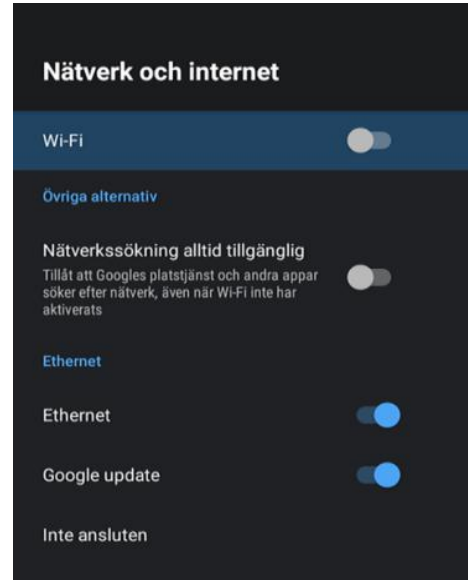 Nätverk och internet
Wi-Fi
Övriga alternativ
Nätverkssökning alltid tillgänglig
Tillåt att Googles platstjänst och andra appar
söker efter nätverk, även när Wi-Fi inte har
aktiverats
Ethernet
Ethernet
Google update
Inte ansluten